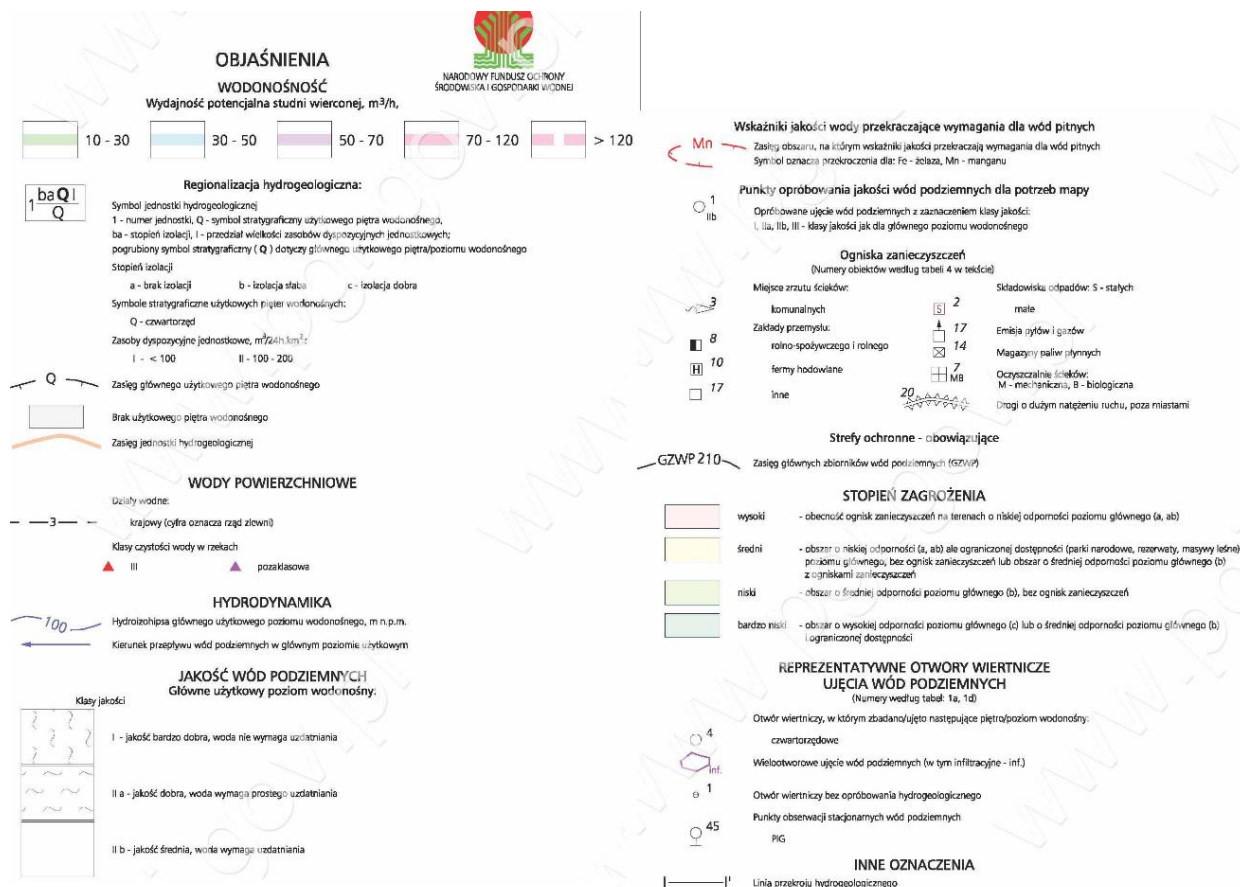 OBJAŚNIENIA
NARODOWY FUNDUSZ OCHRONY
ŚRODOWISKA I GOSPODARKI WODNEJ
WODONOŚNOŚĆ
Wydajność potencjalna studni wierconej, m³/h,
10 - 30
30 - 50
50 - 70
70 - 120
> 120
Regionalizacja hydrogeologiczna:
1 baQI
Q
Symbol jednostki hydrogeologicznej
1 - numer jednostki, Q - symbol stratygraficzny użytkowego piętra wodonośnego,
ba - stopień izolacji, I - przedział wielkości zasobów dyspozycyjnych jednostkowych;
pogrubiony symbol stratygraficzny (Q) dotyczy głównego użytkowego piętra/poziomu wodonośnego
Stopień izolacji
a - brak izolacji
b - izolacja słaba
c - izolacja dobra
Symbole stratygraficzne użytkowych pięter wodonośnych:
Q - czwartorzęd
Zasoby dyspozycyjne jednostkowe, m³/24h.km²:
I - < 100
II - 100 - 200
Q
Zasięg głównego użytkowego piętra wodonośnego
Brak użytkowego piętra wodonośnego
Zasięg jednostki hydrogeologicznej
WODY POWIERZCHNIOWE
Działy wodne:
3
krajowy (cyfra oznacza rząd zlewni)
Klasy czystości wody w rzekach
III
pozaklasowa
HYDRODYNAMIKA
100
Hydroizohipsa głównego użytkowego poziomu wodonośnego, m n.p.m.
Kierunek przepływu wód podziemnych w głównym poziomie użytkowym
JAKOŚĆ WÓD PODZIEMNYCH
Główne użytkowy poziom wodonośny:
Klasy jakości
I - jakość bardzo dobra, woda nie wymaga uzdatniania
II a - jakość dobra, woda wymaga prostego uzdatniania
II b - jakość średnia, woda wymaga uzdatniania
Wskaźniki jakości wody przekraczające wymagania dla wód pitnych
Mn
Zasięg obszaru, na którym wskaźniki jakości przekraczają wymagania dla wód pitnych
Symbol oznacza przekroczenia dla: Fe - żelaza, Mn - manganu
Punkty opróbowania jakości wód podziemnych dla potrzeb mapy
1
IIb
Opróbowane ujęcie wód podziemnych z zaznaczeniem klasy jakości:
I, IIa, IIb, III - klasy jakości jak dla głównego poziomu wodonośnego
Ogniska zanieczyszczeń
(Numery obiektów według tabeli 4 w tekście)
Miejsce zrzutu ścieków:
3
komunalnych
Zakłady przemysłu:
8
rolno-spożywczego i rolnego
H 10
fermy hodowlane
17
inne
Składowiska odpadów: S - stałych
S 2
małe
17
Emisja pyłów i gazów
14
Magazyny paliw płynnych
7
MB
Oczyszczalnie ścieków:
M - mechaniczna, B - biologiczna
20
Drogi o dużym natężeniu ruchu, poza miastami
Strefy ochronne - obowiązujące
GZWP 210
Zasięg głównych zbiorników wód podziemnych (GZWP)
STOPIEŃ ZAGROŻENIA
wysoki - obecność ognisk zanieczyszczeń na terenach o niskiej odporności poziomu głównego (a, ab)
średni - obszar o niskiej odporności (a, ab) ale ograniczonej dostępności (parki narodowe, rezerwaty, masywy leśne)
poziomu głównego, bez ognisk zanieczyszczeń lub obszar o średniej odporności poziomu głównego (b)
z ogniskami zanieczyszczeń
niski - obszar o średniej odporności poziomu głównego (b), bez ognisk zanieczyszczeń
bardzo niski - obszar o wysokiej odporności poziomu głównego (c) lub o średniej odporności poziomu głównego (b)
i ograniczonej dostępności
REPREZENTATYWNE OTWORY WIERTNICZE
UJĘCIA WÓD PODZIEMNYCH
(Numery według tabel: 1a, 1d)
Otwór wiertniczy, w którym zbadano/ujęto następujące piętro/poziom wodonośny:
4
czwartorzędowe
inf.
Wielootworowe ujęcie wód podziemnych (w tym infiltracyjne - inf.)
1
Otwór wiertniczy bez opróbowania hydrogeologicznego
Punkty obserwacji stacjonarnych wód podziemnych
45
PIG
INNE OZNACZENIA
I I'
Linia przekroju hydrogeologicznego